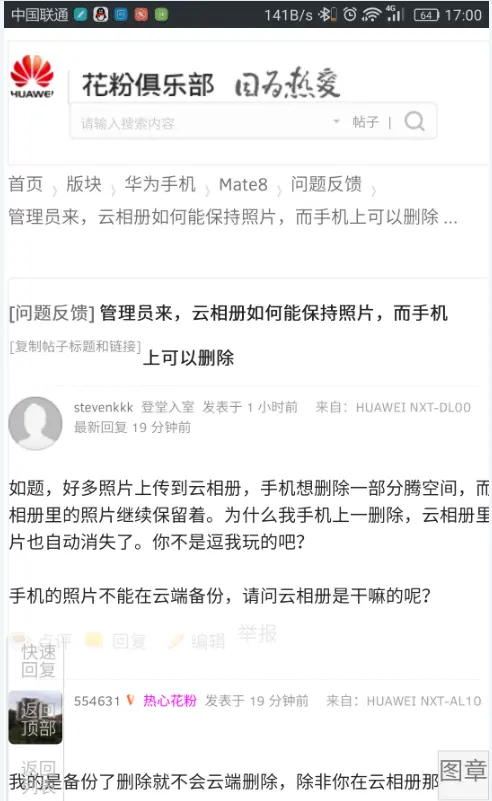 中国联通 141B/s 4G 64 17:00
HUAWEI 花粉俱乐部 因为热爱
请输入搜索内容 帖子 |
首页 〉 版块 〉 华为手机 〉 Mate8 〉 问题反馈 〉
管理员来，云相册如何能保持照片，而手机上可以删除 ...
[问题反馈] 管理员来，云相册如何能保持照片，而手机
[复制帖子标题和链接] 上可以删除
stevenkkk 登堂入室 发表于 1 小时前 来自：HUAWEI NXT-DL00
最新回复 19 分钟前
如题，好多照片上传到云相册，手机想删除一部分腾空间，而
相册里的照片继续保留着。为什么我手机上一删除，云相册里
片也自动消失了。你不是逗我玩的吧？
手机的照片不能在云端备份，请问云相册是干嘛的呢？
点评 回复 编辑 举报
快速
回复
554631 热心花粉 发表于 19 分钟前 来自：HUAWEI NXT-AL10
返回
顶部
图章
返回
列表
我的是备份了删除就不会云端删除，除非你在云相册那